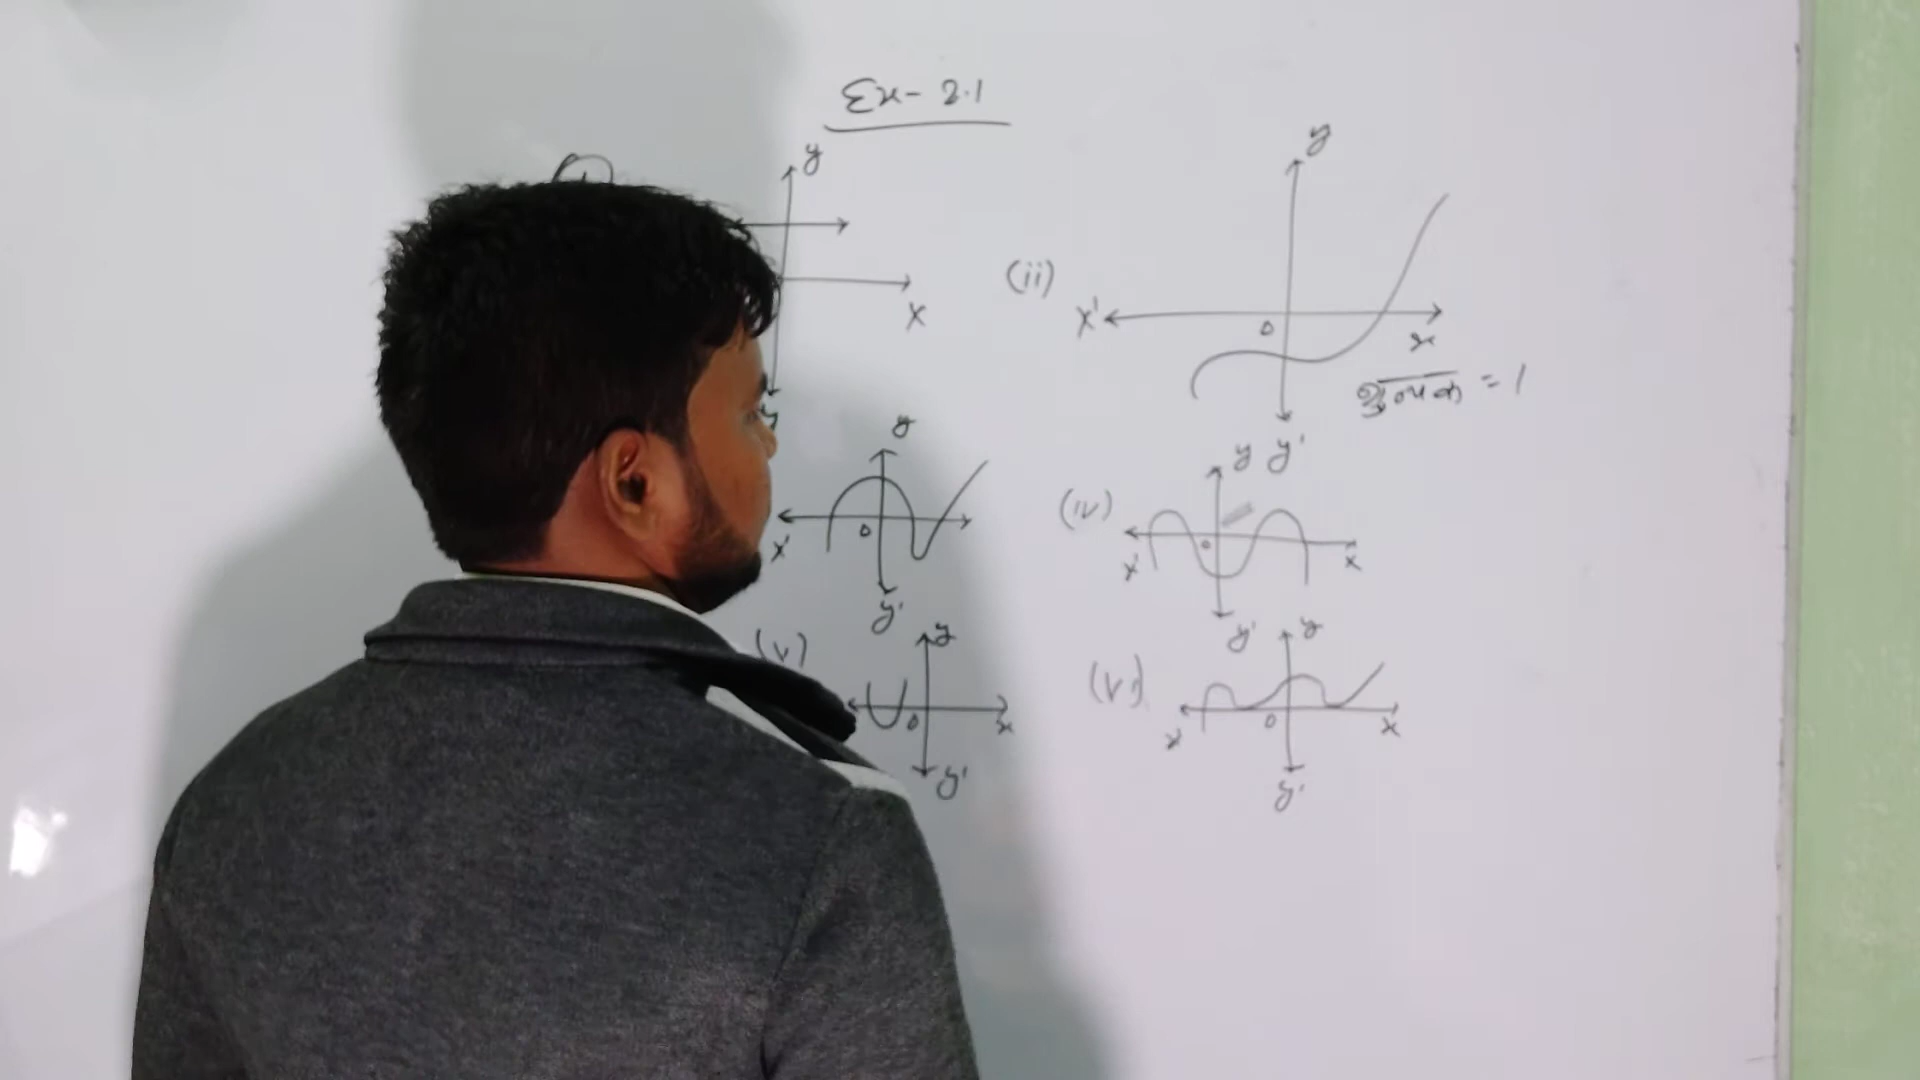 Ex- 2.1
y
x
(ii)
y
x'
0
x
y'
शून्यक = 1
y
x'
0
y'
(iv)
y
x'
0
x
y'
(v)
y
0
x
y'
(vi)
y
x'
0
x
y'